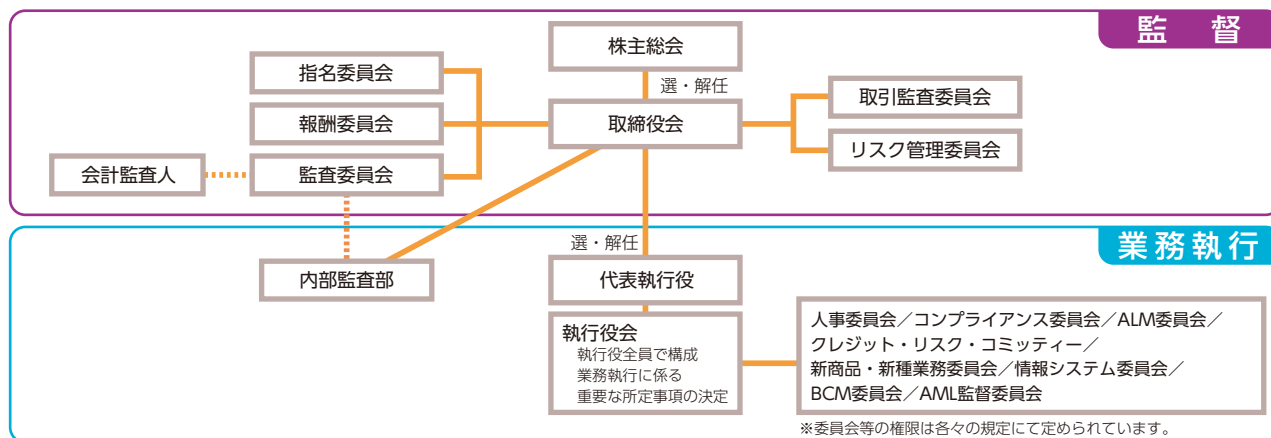 監督
株主総会
選・解任
指名委員会
報酬委員会
監査委員会
会計監査人
取締役会
取引監査委員会
リスク管理委員会
業務執行
選・解任
内部監査部
代表執行役
執行役会
執行役全員で構成
業務執行に係る
重要な所定事項の決定
人事委員会／コンプライアンス委員会／ALM委員会／
クレジット・リスク・コミッティー／
新商品・新種業務委員会／情報システム委員会／
BCM委員会／AML監督委員会
※委員会等の権限は各々の規定にて定められています。